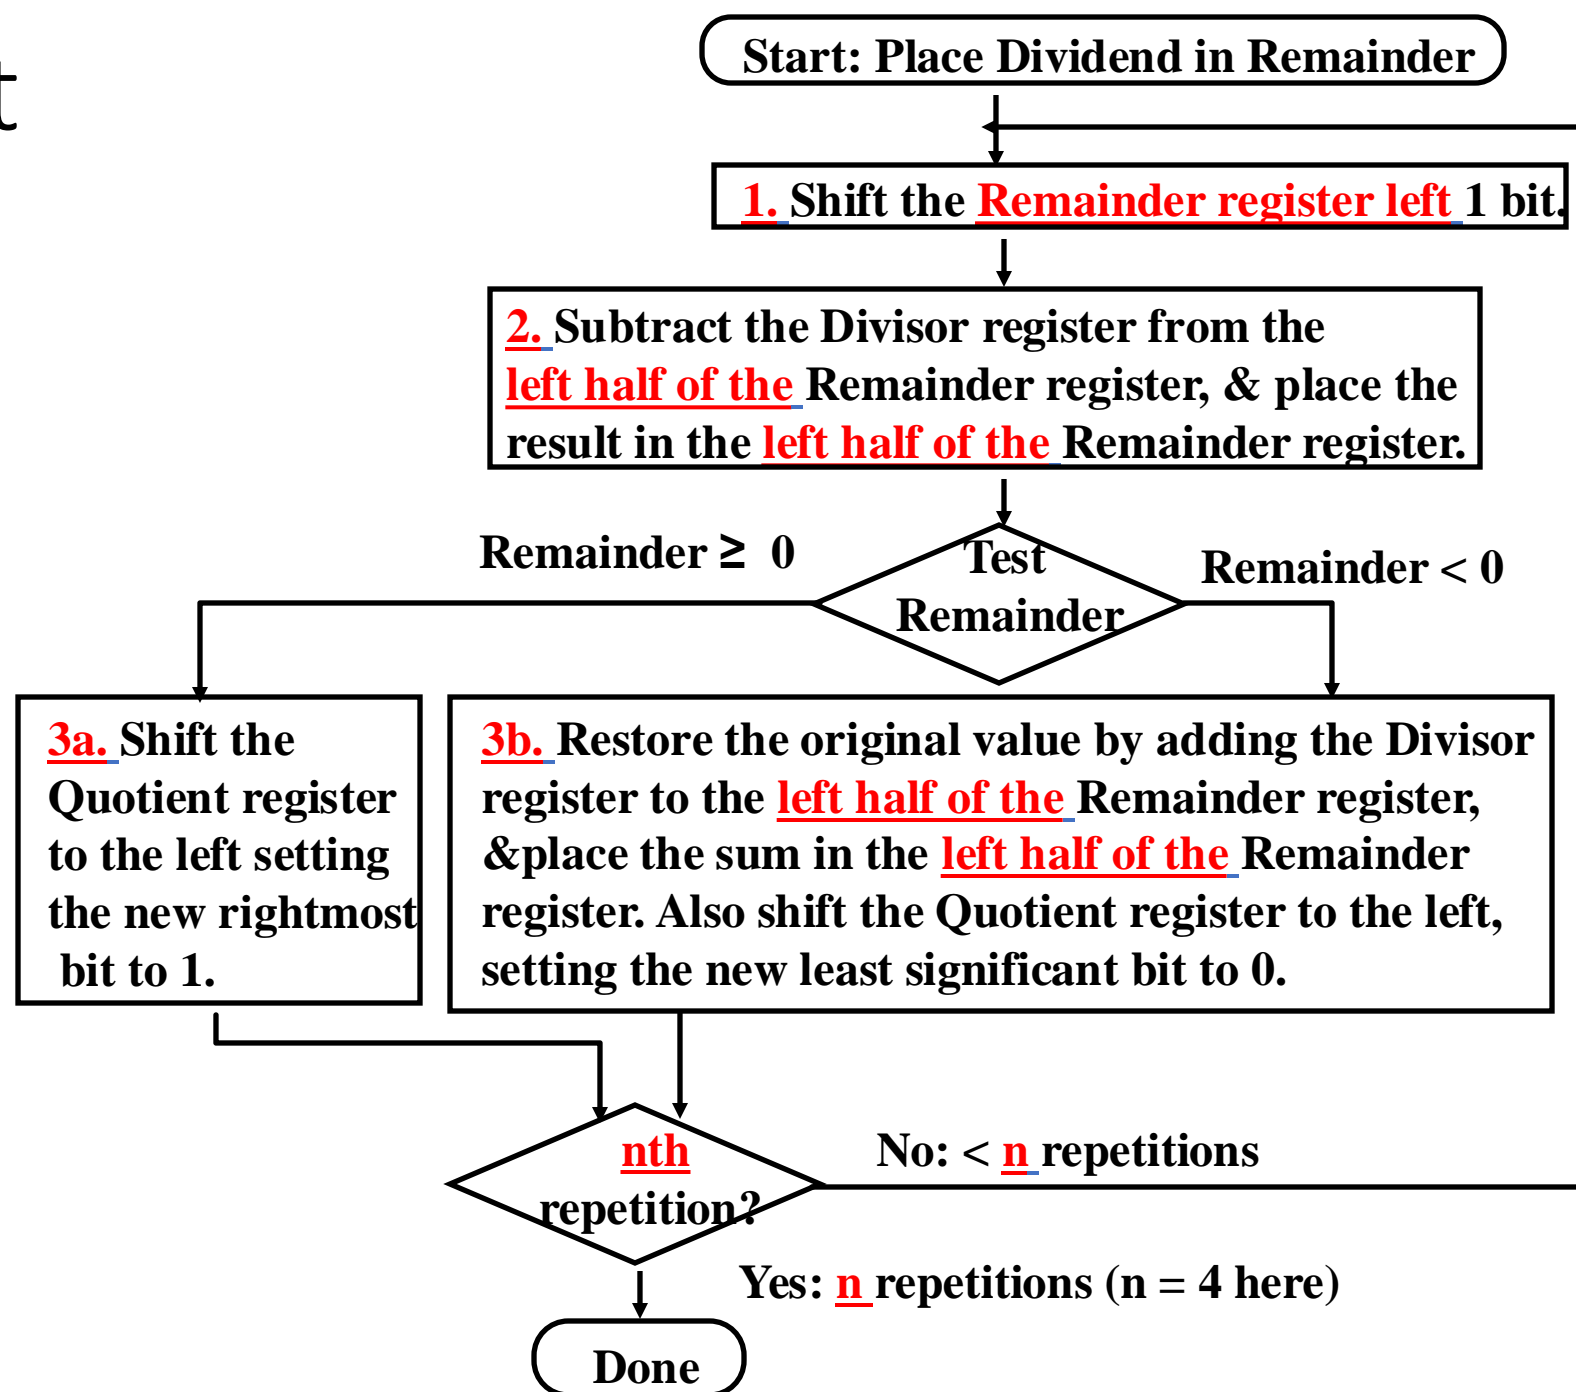 t
Start: Place Dividend in Remainder
1. Shift the Remainder register left 1 bit.
2. Subtract the Divisor register from the
left half of the Remainder register, & place the
result in the left half of the Remainder register.
Remainder ≥ 0
Test
Remainder
Remainder < 0
3a. Shift the
Quotient register
to the left setting
the new rightmost
bit to 1.
3b. Restore the original value by adding the Divisor
register to the left half of the Remainder register,
&place the sum in the left half of the Remainder
register. Also shift the Quotient register to the left,
setting the new least significant bit to 0.
nth
repetition?
No: < n repetitions
Yes: n repetitions (n = 4 here)
Done